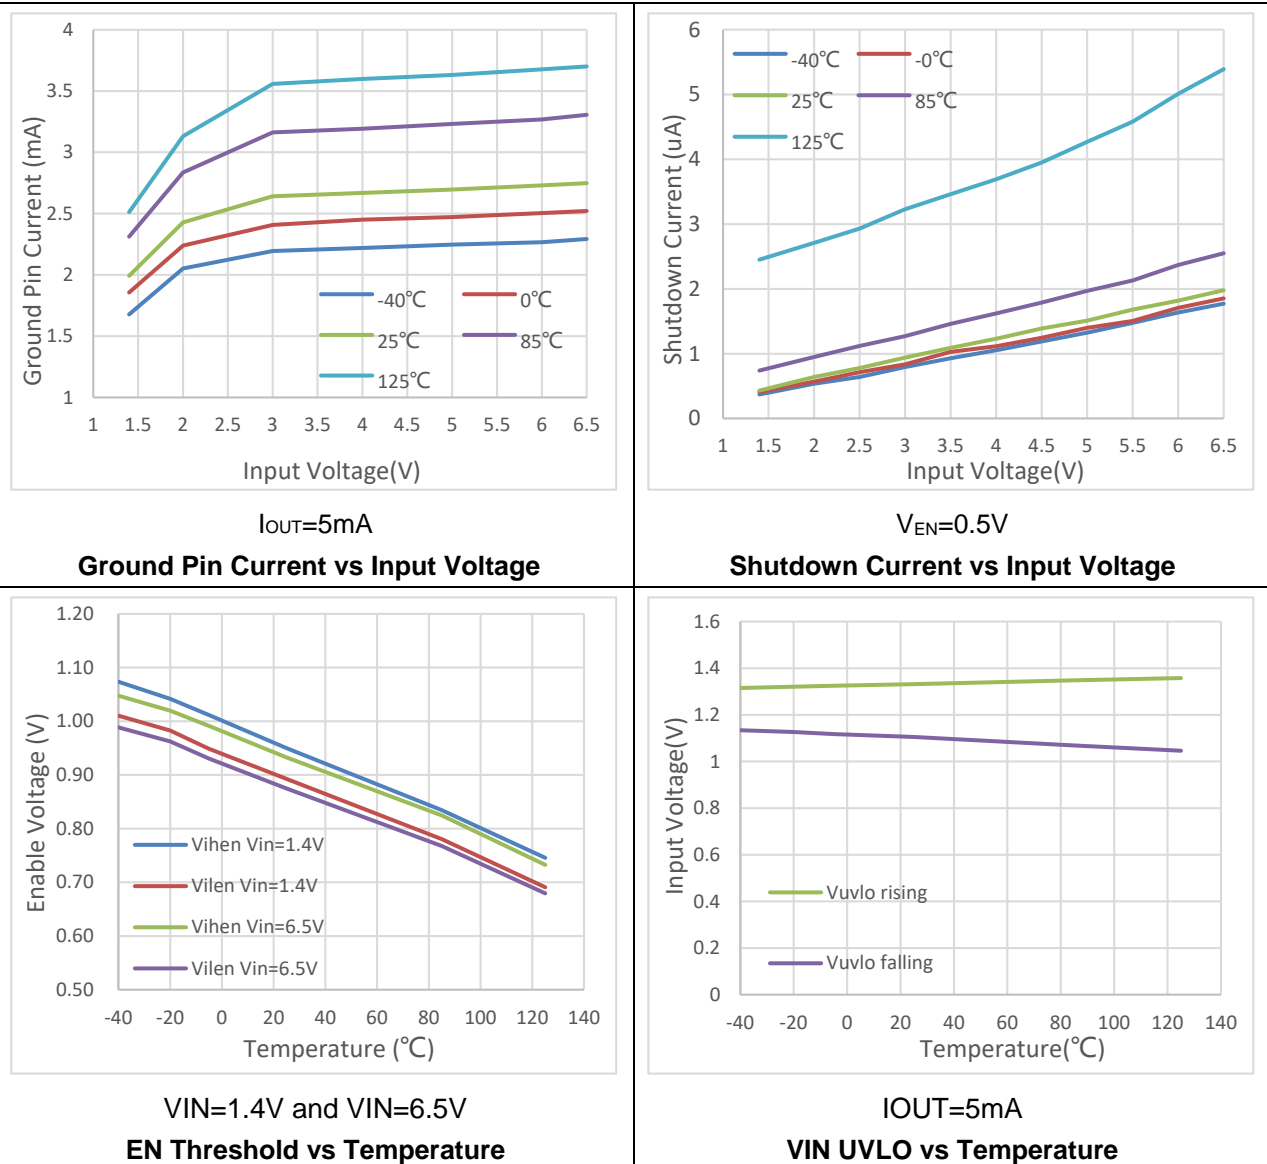 Ground Pin Current (mA)
4
3.5
3
2.5
2
1.5
1
-40℃ 0℃
25℃ 85℃
125℃
1 1.5 2 2.5 3 3.5 4 4.5 5 5.5 6 6.5
Input Voltage(V)
IOUT=5mA
Ground Pin Current vs Input Voltage
Shutdown Current (uA)
6
5
4
3
2
1
0
-40℃ -0℃
25℃ 85℃
125℃
1 1.5 2 2.5 3 3.5 4 4.5 5 5.5 6 6.5
Input Voltage(V)
VEN=0.5V
Shutdown Current vs Input Voltage
Enable Voltage (V)
1.20
1.10
1.00
0.90
0.80
0.70
0.60
0.50
Vihen Vin=1.4V
Vilen Vin=1.4V
Vihen Vin=6.5V
Vilen Vin=6.5V
-40 -20 0 20 40 60 80 100 120 140
Temperature (℃)
VIN=1.4V and VIN=6.5V
EN Threshold vs Temperature
Input Voltage(V)
1.6
1.4
1.2
1
0.8
0.6
0.4
0.2
0
Vuvlo rising
Vuvlo falling
-40 -20 0 20 40 60 80 100 120 140
Temperature(℃)
IOUT=5mA
VIN UVLO vs Temperature